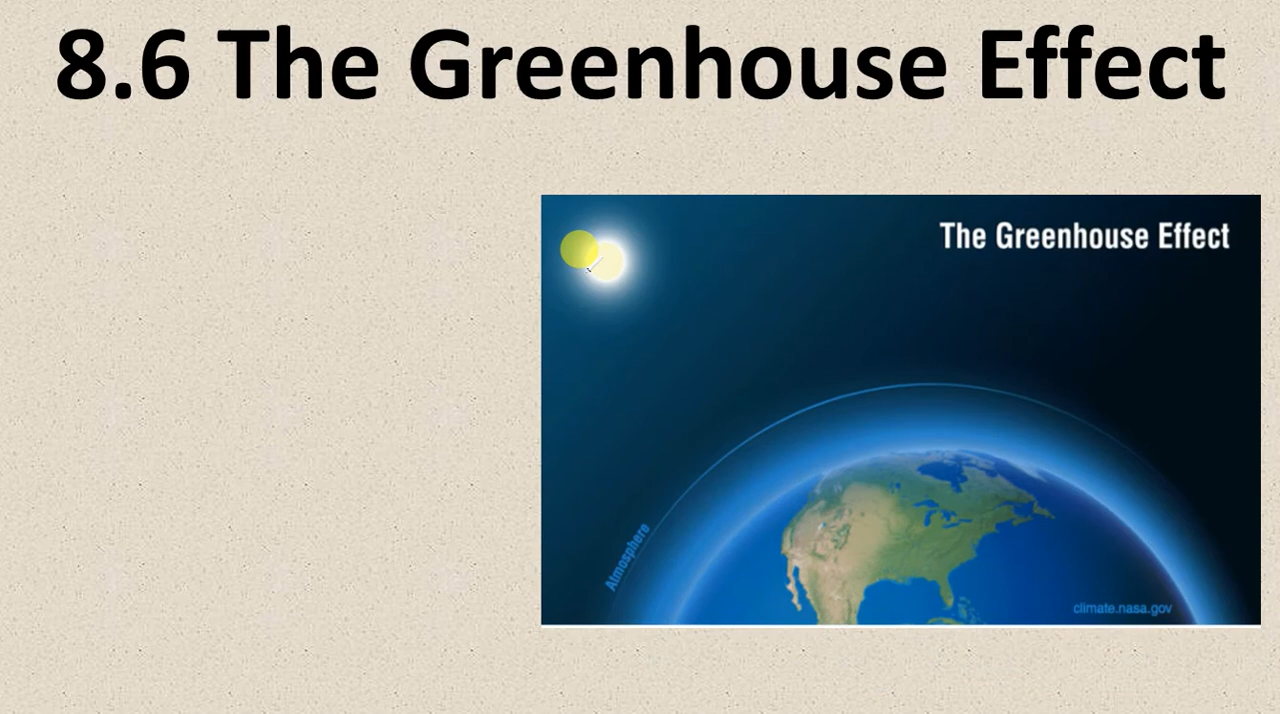 8.6 The Greenhouse Effect
The Greenhouse Effect
Atmosphere
climate.nasa.gov